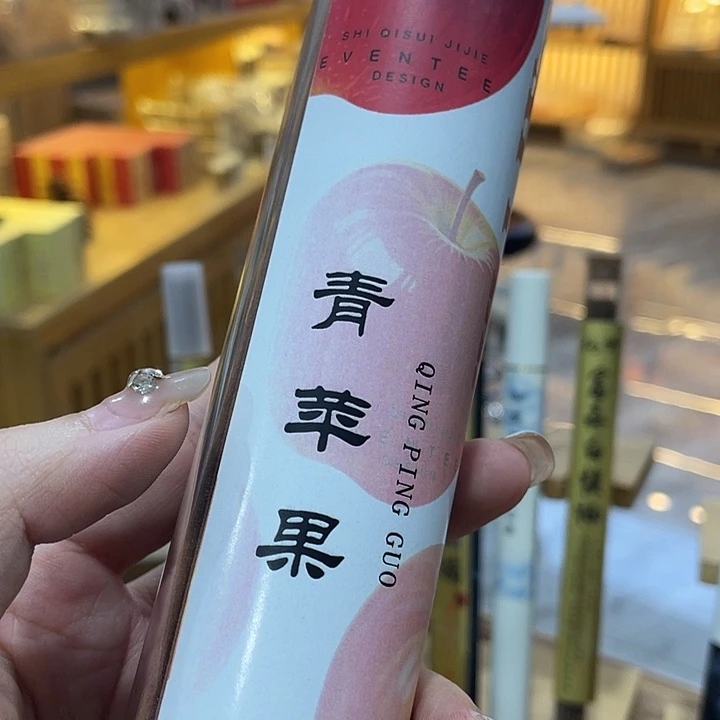 SHI QISUI JIJIE
EVENTEE
DESIGN
青苹果
QING PING GUO